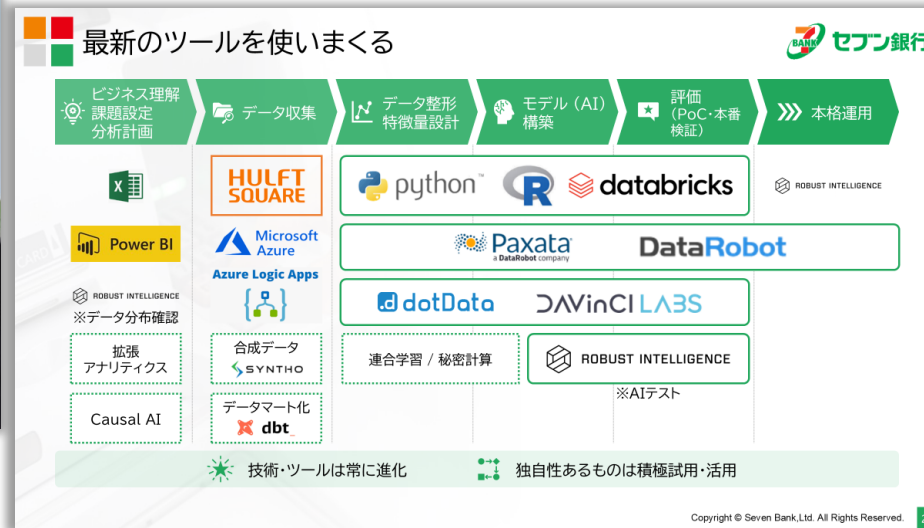 最新のツールを使いまくる
7
BANK
セブン銀行
ビジネス理解
課題設定
分析計画
データ収集
データ整形
特徴量設計
モデル（AI）
構築
評価
（PoC・本番
検証）
本格運用
X
Power BI
ROBUST INTELLIGENCE
※データ分布確認
拡張
アナリティクス
Causal AI
HULFT
SQUARE
Microsoft
Azure
Azure Logic Apps
合成データ
SYNTHO
データマート化
dbt
python™
R
databricks
Paxata
a DataRobot company
DataRobot
.d dotData
DAVinCI LABS
連合学習 / 秘密計算
ROBUST INTELLIGENCE
※AIテスト
ROBUST INTELLIGENCE
技術・ツールは常に進化
独自性あるものは積極試用・活用
Copyright © Seven Bank,Ltd. All Rights Reserved.